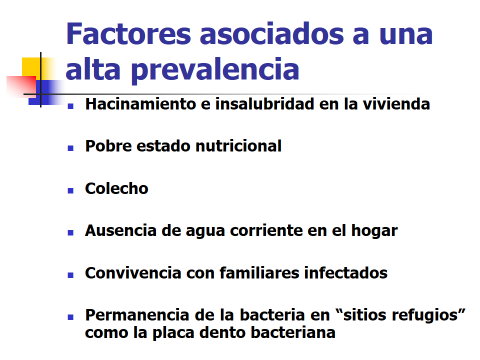 Factores asociados a una
alta prevalencia
Hacinamiento e insalubridad en la vivienda
Pobre estado nutricional
Colecho
Ausencia de agua corriente en el hogar
Convivencia con familiares infectados
Permanencia de la bacteria en “sitios refugios”
como la placa dento bacteriana